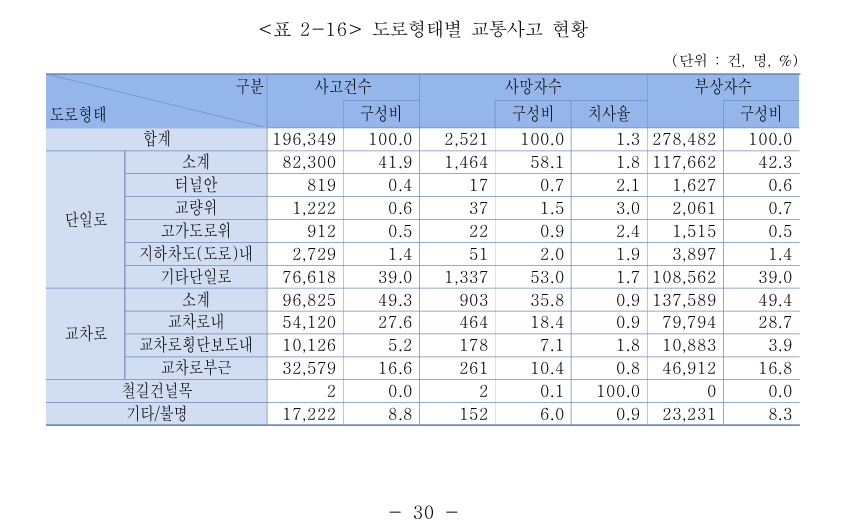 <표 2-16> 도로형태별 교통사고 현황
(단위 : 건, 명, %)
구분 사고건수 사망자수 부상자수
도로형태 구성비 구성비 치사율 구성비
합계 196,349 100.0 2,521 100.0 1.3 278,482 100.0
단일로 소계 82,300 41.9 1,464 58.1 1.8 117,662 42.3
터널안 819 0.4 17 0.7 2.1 1,627 0.6
교량위 1,222 0.6 37 1.5 3.0 2,061 0.7
고가도로위 912 0.5 22 0.9 2.4 1,515 0.5
지하차도(도로)내 2,729 1.4 51 2.0 1.9 3,897 1.4
기타단일로 76,618 39.0 1,337 53.0 1.7 108,562 39.0
교차로 소계 96,825 49.3 903 35.8 0.9 137,589 49.4
교차로내 54,120 27.6 464 18.4 0.9 79,794 28.7
교차로횡단보도내 10,126 5.2 178 7.1 1.8 10,883 3.9
교차로부근 32,579 16.6 261 10.4 0.8 46,912 16.8
철길건널목 2 0.0 2 0.1 100.0 0 0.0
기타/불명 17,222 8.8 152 6.0 0.9 23,231 8.3
- 30 -